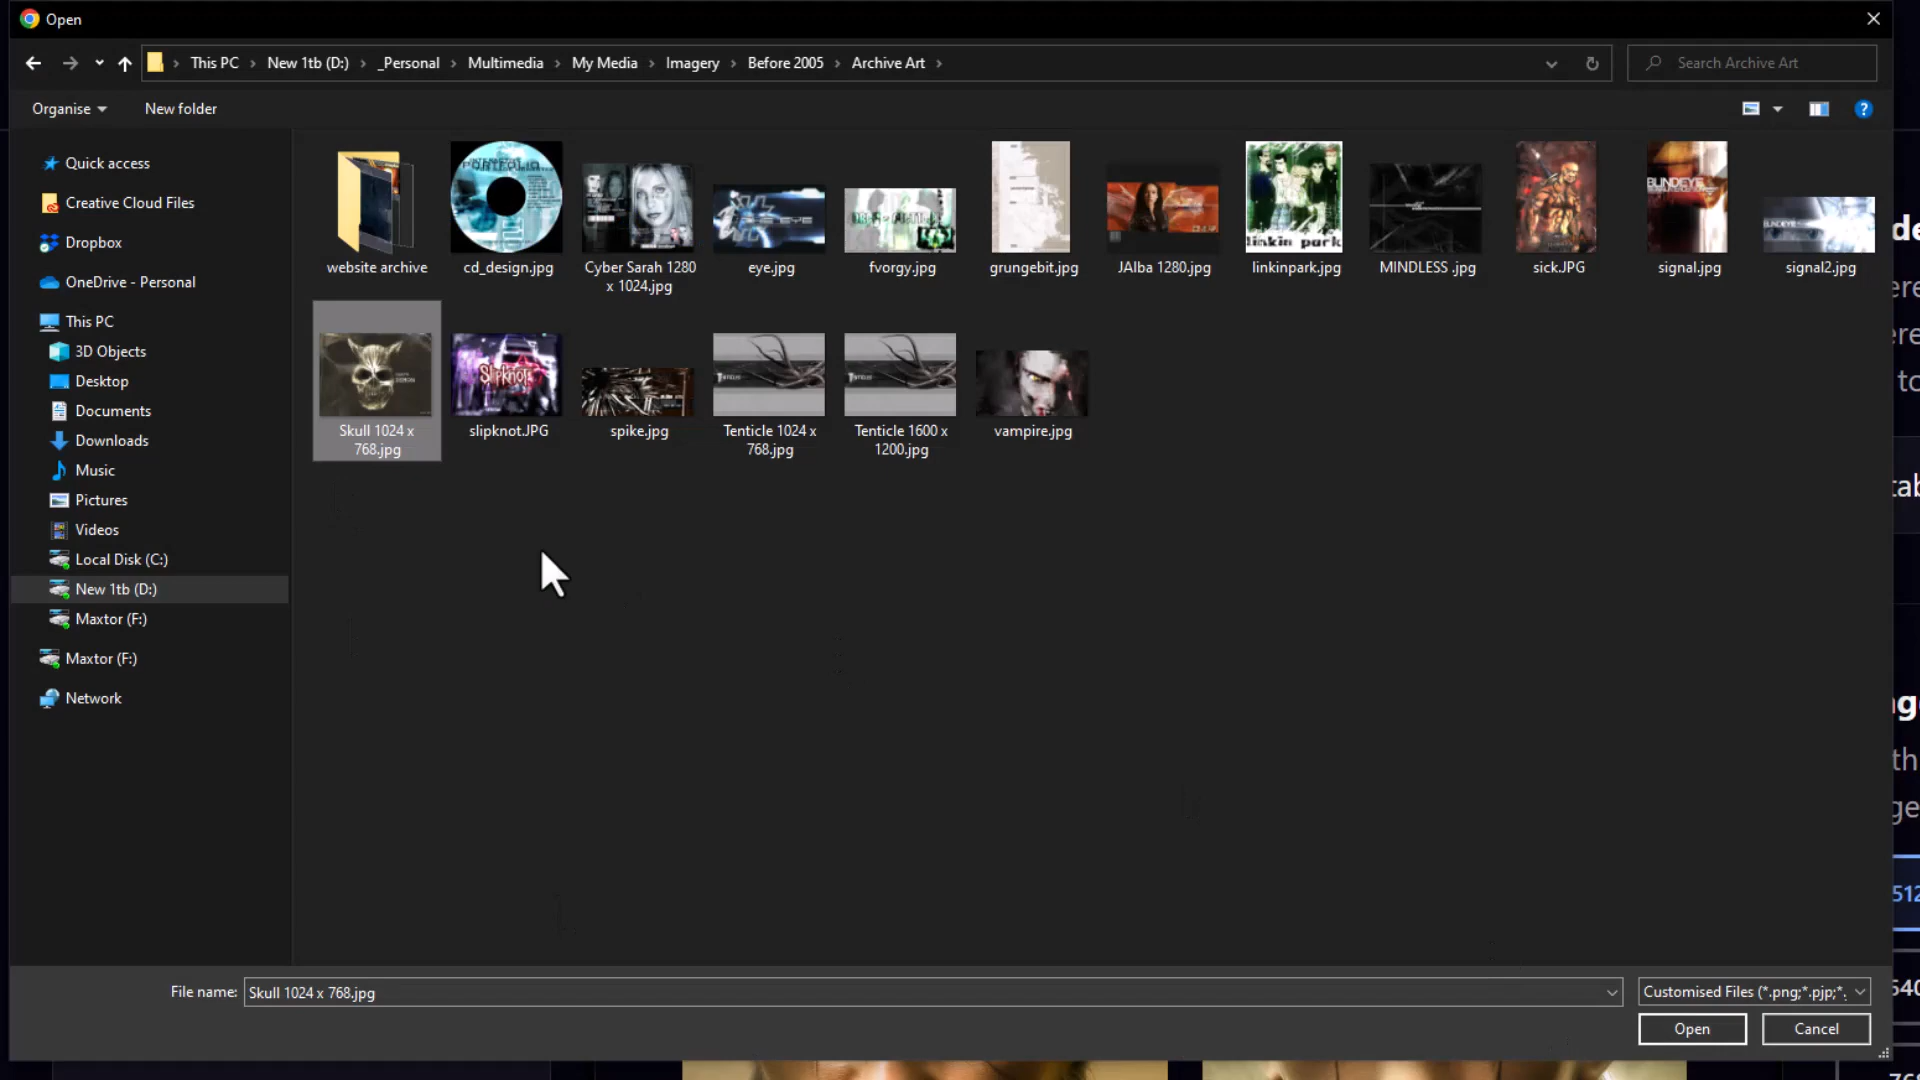 Open
This PC New 1tb (D:) _Personal Multimedia My Media Imagery Before 2005 Archive Art
Search Archive Art
Organise
New folder
Quick access
Creative Cloud Files
Dropbox
OneDrive - Personal
This PC
3D Objects
Desktop
Documents
Downloads
Music
Pictures
Videos
Local Disk (C:)
New 1tb (D:)
Maxtor (F:)
Maxtor (F:)
Network
website archive
cd_design.jpg
Cyber Sarah 1280
x 1024.jpg
eye.jpg
fvorgy.jpg
grungebit.jpg
JAlba 1280.jpg
linkin park
linkinpark.jpg
MINDLESS .jpg
sick.JPG
BLINDEYE
signal.jpg
BLINDEYE
signal2.jpg
DEMON
Skull 1024 x
768.jpg
Slipknot
slipknot.JPG
spike.jpg
Tenticle 1024 x
768.jpg
Tenticle 1600 x
1200.jpg
vampire.jpg
File name:
Skull 1024 x 768.jpg
Customised Files (*.png;*.pjp;*.
Open
Cancel
512